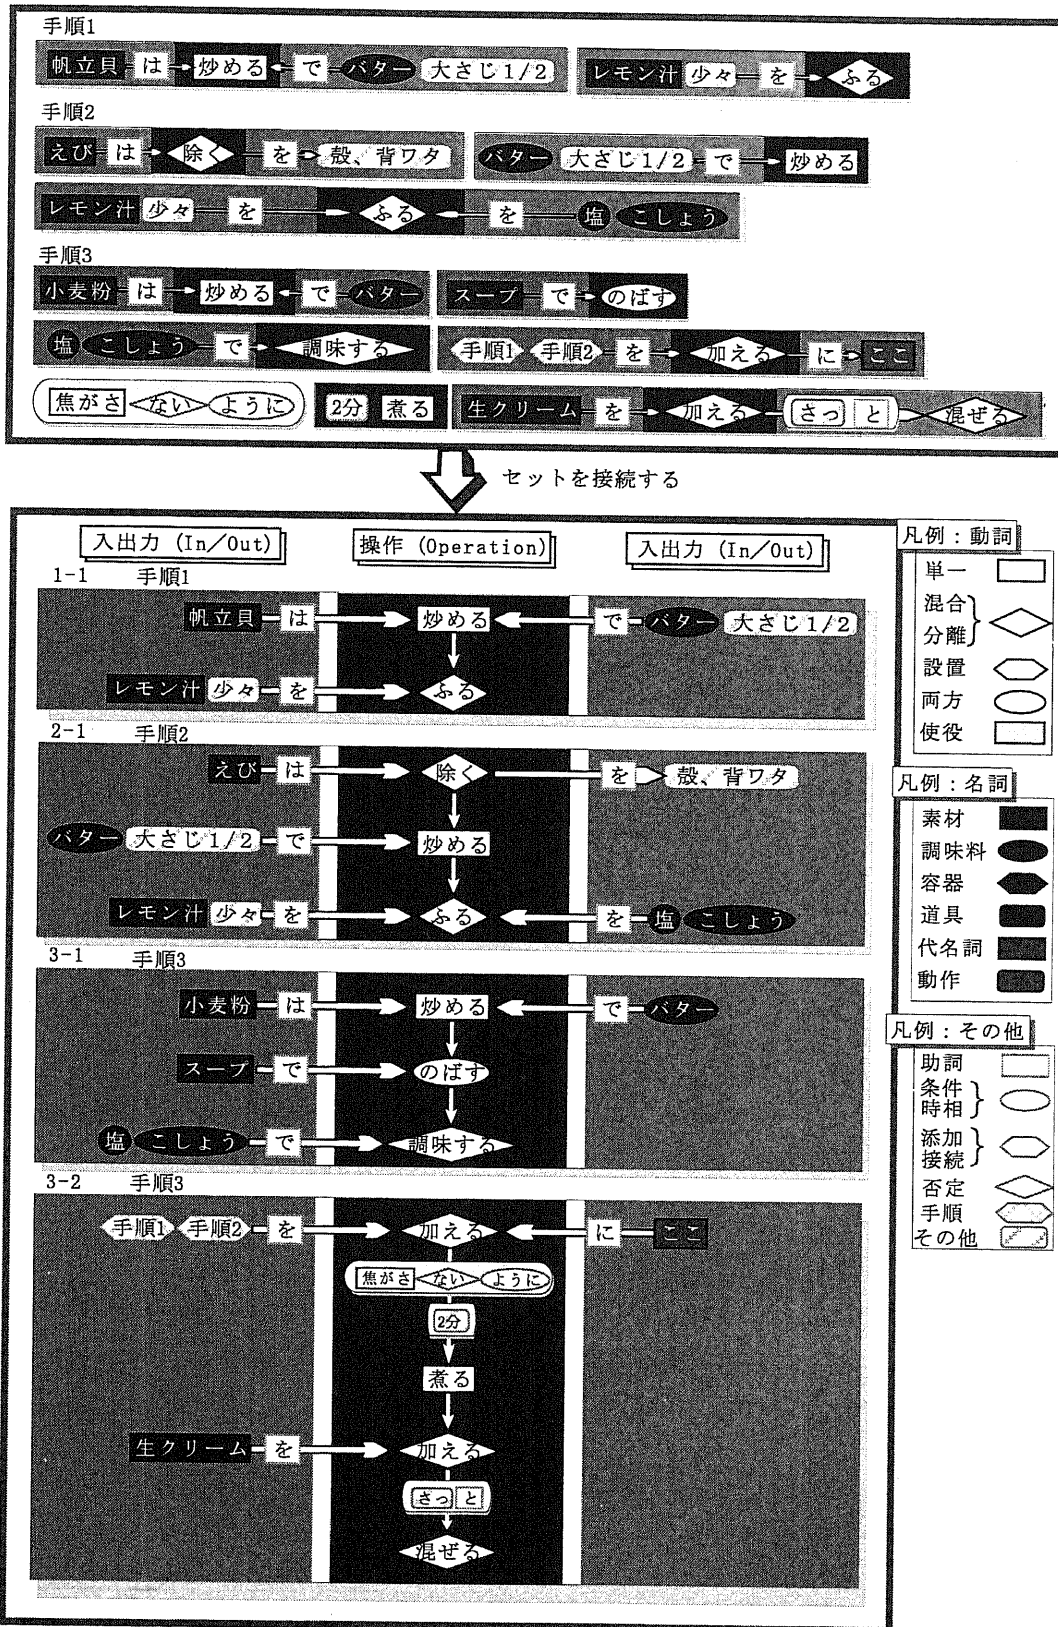 手順1
帆立貝 は 炒める で バター 大さじ1/2 レモン汁 少々 を ふる
手順2
えび は 除く を 殻、背ワタ バター 大さじ1/2 で 炒める
レモン汁 少々 を ふる を 塩 こしょう
手順3
小麦粉 は 炒める で バター スープ で のばす
塩 こしょう で 調味する 手順1 手順2 を 加える に ここ
焦がさ ない ように 2分 煮る 生クリーム を 加える さっ と 混ぜる
セットを接続する
入出力 (In/Out) 操作 (Operation) 入出力 (In/Out)
1-1 手順1
帆立貝 は 炒める で バター 大さじ1/2
レモン汁 少々 を ふる
2-1 手順2
えび は 除く を 殻、背ワタ
バター 大さじ1/2 で 炒める
レモン汁 少々 を ふる を 塩 こしょう
3-1 手順3
小麦粉 は 炒める で バター
スープ で のばす
塩 こしょう で 調味する
3-2 手順3
手順1 手順2 を 加える に ここ
焦がさ ない ように
2分
煮る
生クリーム を 加える
さっ と
混ぜる
凡例：動詞
単一
混合
分離
設置
両方
使役
凡例：名詞
素材
調味料
容器
道具
代名詞
動作
凡例：その他
助詞
条件
時相
添加
接続
否定
手順
その他